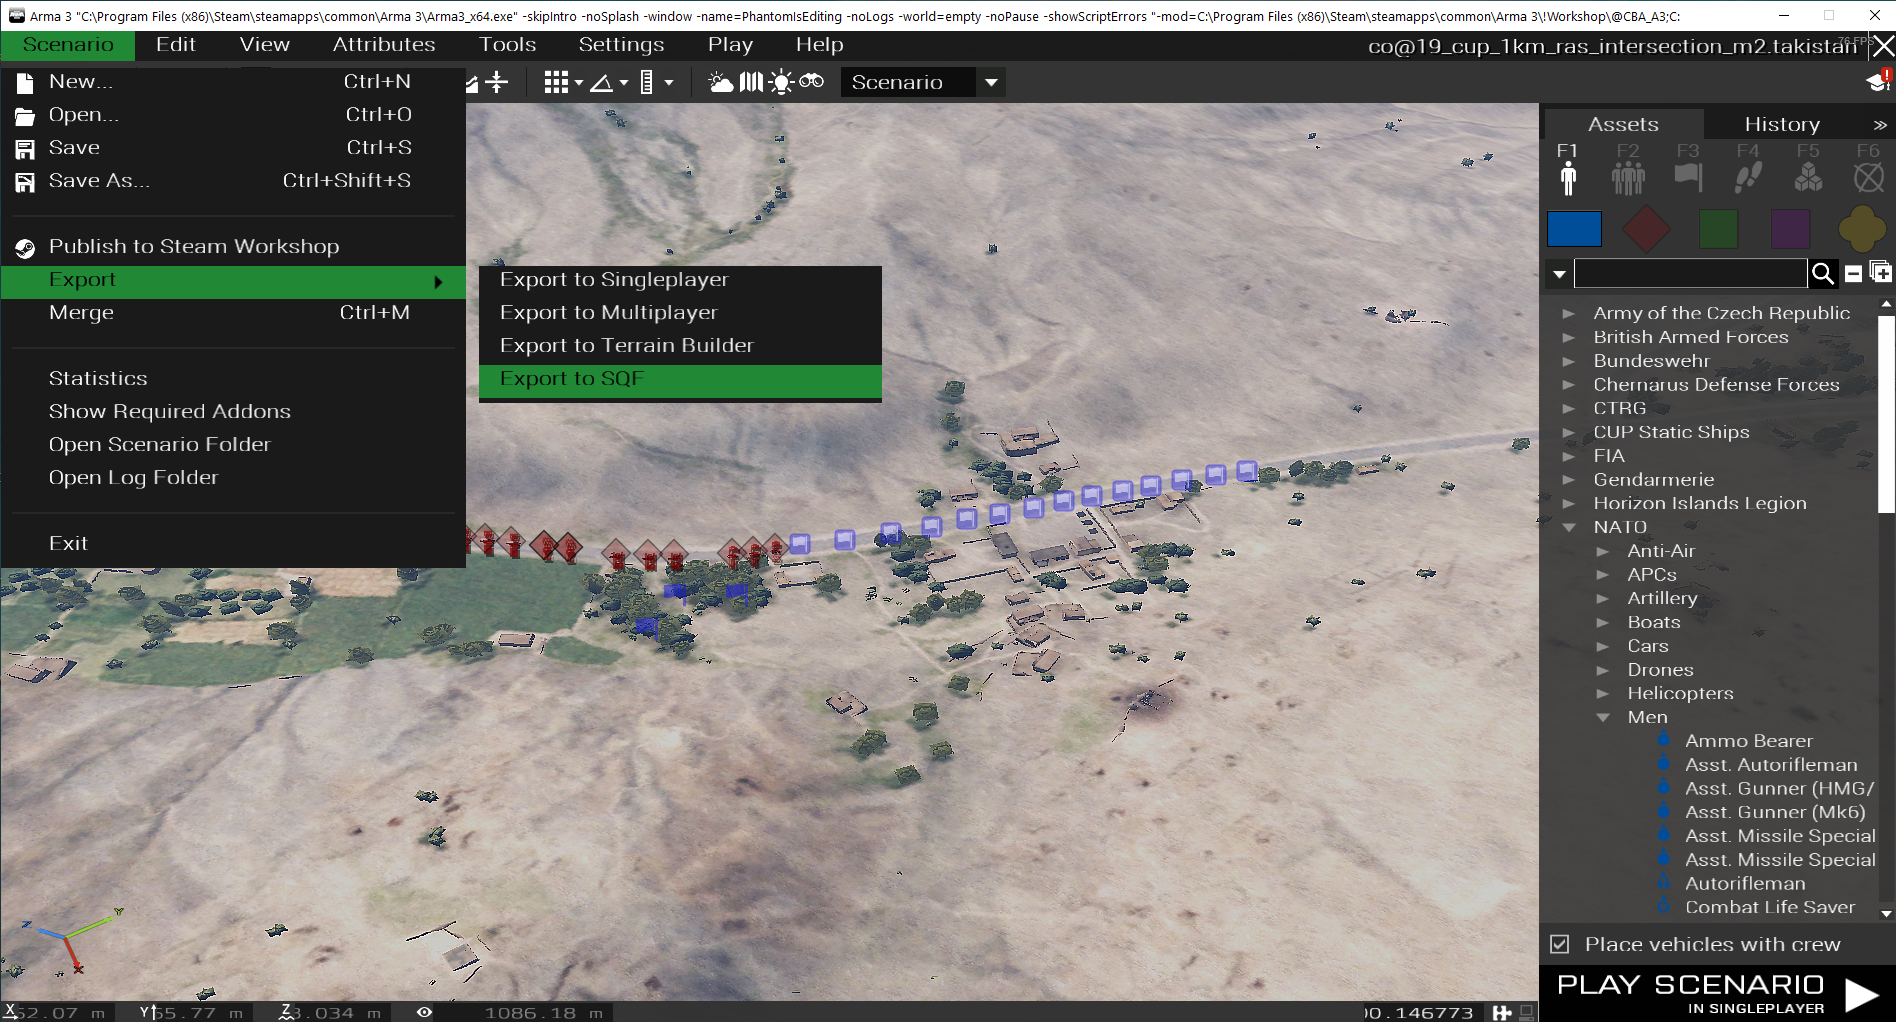 Arma 3 "C:\Program Files (x86)\Steam\steamapps\common\Arma 3\Arma3_x64.exe" -skipIntro -noSplash -window -name=PhantomIsEditing -noLogs -world=empty -noPause -showScriptErrors "-mod=C:\Program Files (x86)\Steam\steamapps\common\Arma 3\!Workshop\@CBA_A3;C:
Scenario Edit View Attributes Tools Settings Play Help
co@19_cup_1km_ras_intersection_m2.takistan
76 FPS
New... Ctrl+N
Open... Ctrl+O
Save Ctrl+S
Save As... Ctrl+Shift+S
Publish to Steam Workshop
Export
Merge Ctrl+M
Statistics
Show Required Addons
Open Scenario Folder
Open Log Folder
Exit
Export to Singleplayer
Export to Multiplayer
Export to Terrain Builder
Export to SQF
Scenario
Assets History
F1 F2 F3 F4 F5 F6
Army of the Czech Republic
British Armed Forces
Bundeswehr
Chernarus Defense Forces
CTRG
CUP Static Ships
FIA
Gendarmerie
Horizon Islands Legion
NATO
Anti-Air
APCs
Artillery
Boats
Cars
Drones
Helicopters
Men
Ammo Bearer
Asst. Autorifleman
Asst. Gunner (HMG/
Asst. Gunner (Mk6)
Asst. Missile Special
Asst. Missile Special
Autorifleman
Combat Life Saver
Place vehicles with crew
PLAY SCENARIO
IN SINGLEPLAYER
Z Y X
X 52.07 m Y 55.77 m Z 3.034 m 1086.18 m
00.146773